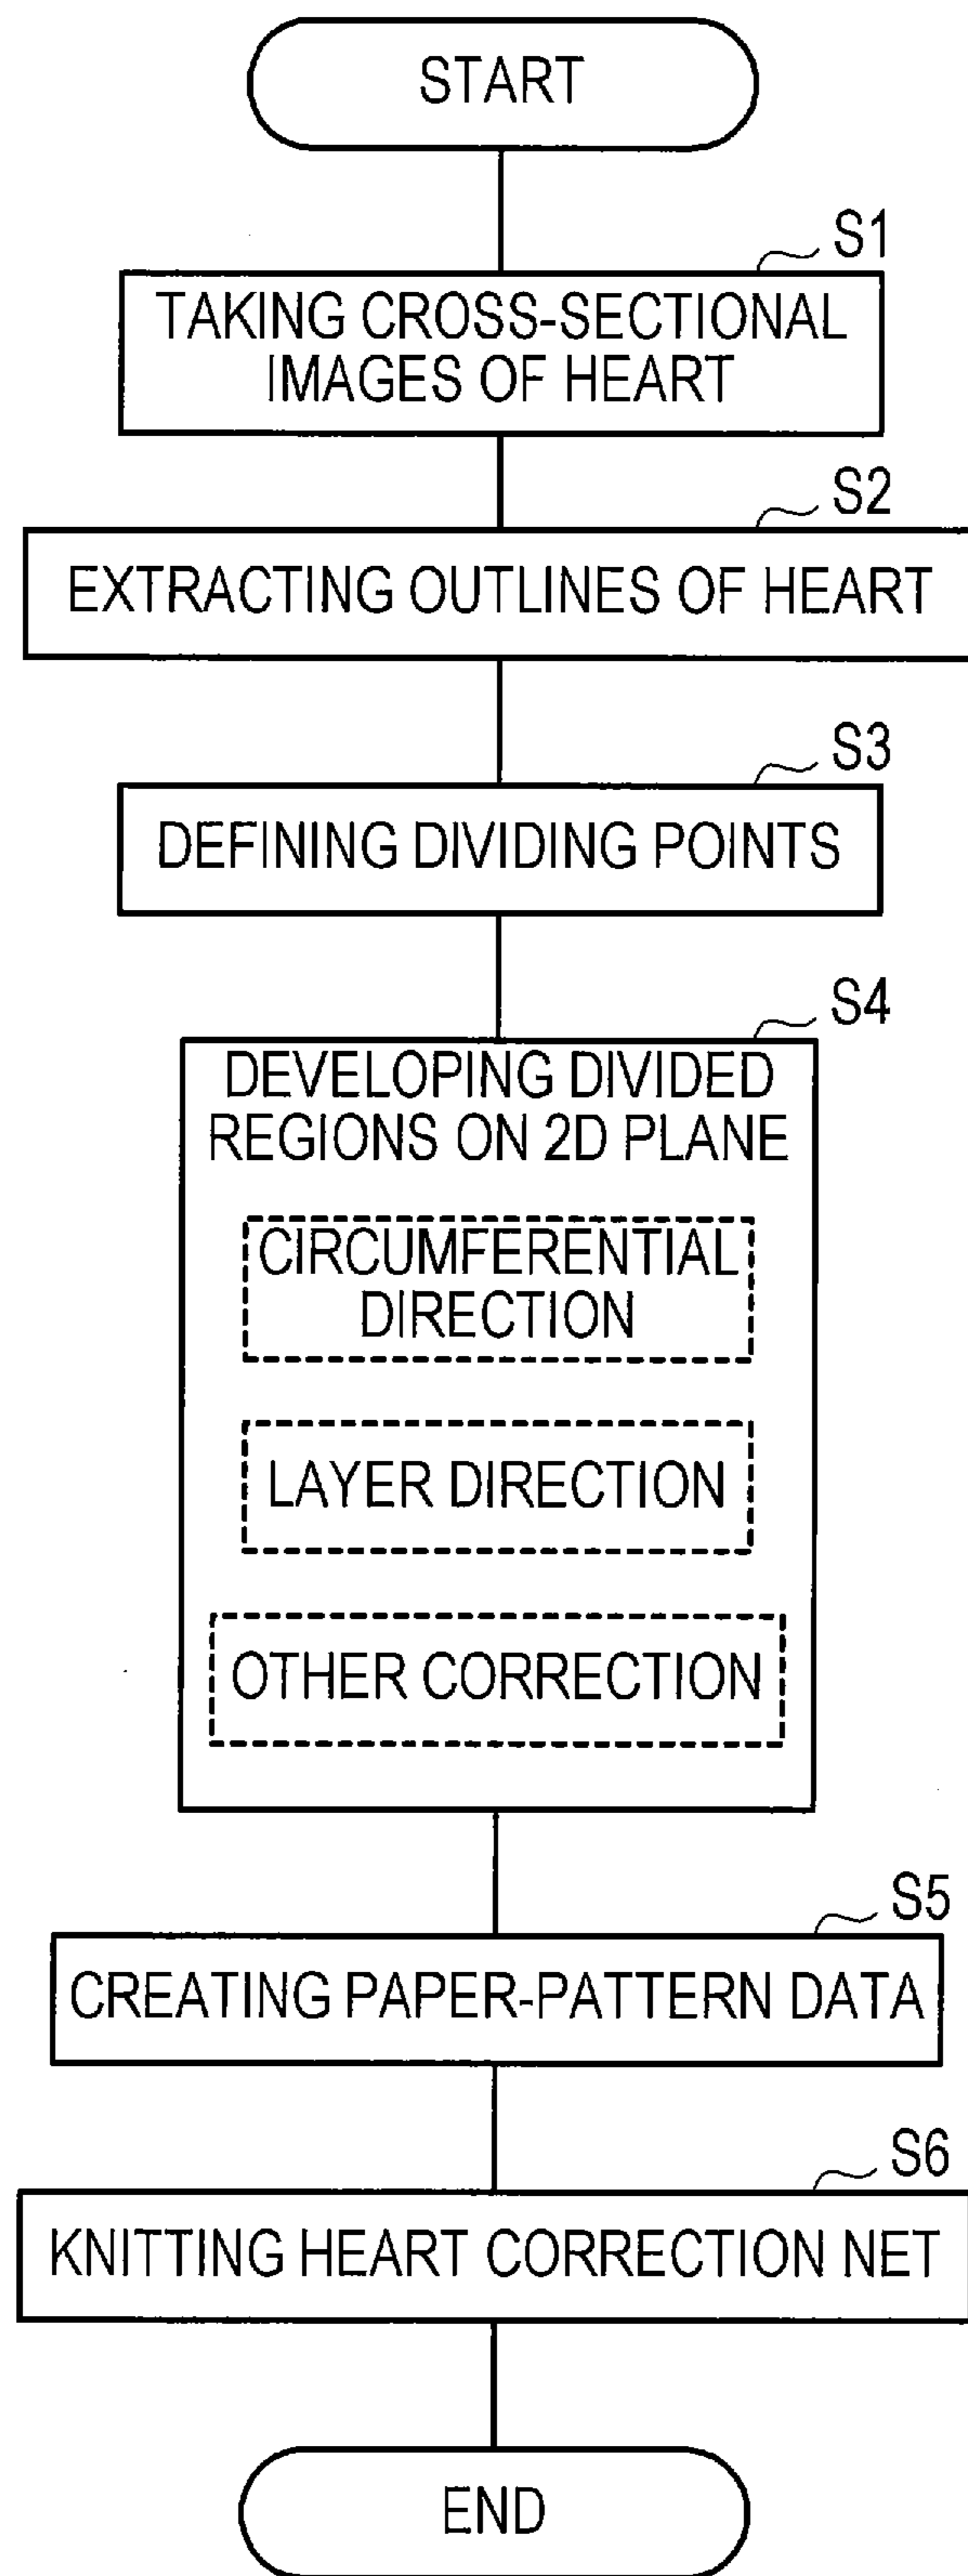 START
S1
TAKING CROSS-SECTIONAL
IMAGES OF HEART
S2
EXTRACTING OUTLINES OF HEART
S3
DEFINING DIVIDING POINTS
S4
DEVELOPING DIVIDED
REGIONS ON 2D PLANE
CIRCUMFERENTIAL
DIRECTION
LAYER DIRECTION
OTHER CORRECTION
S5
CREATING PAPER-PATTERN DATA
S6
KNITTING HEART CORRECTION NET
END